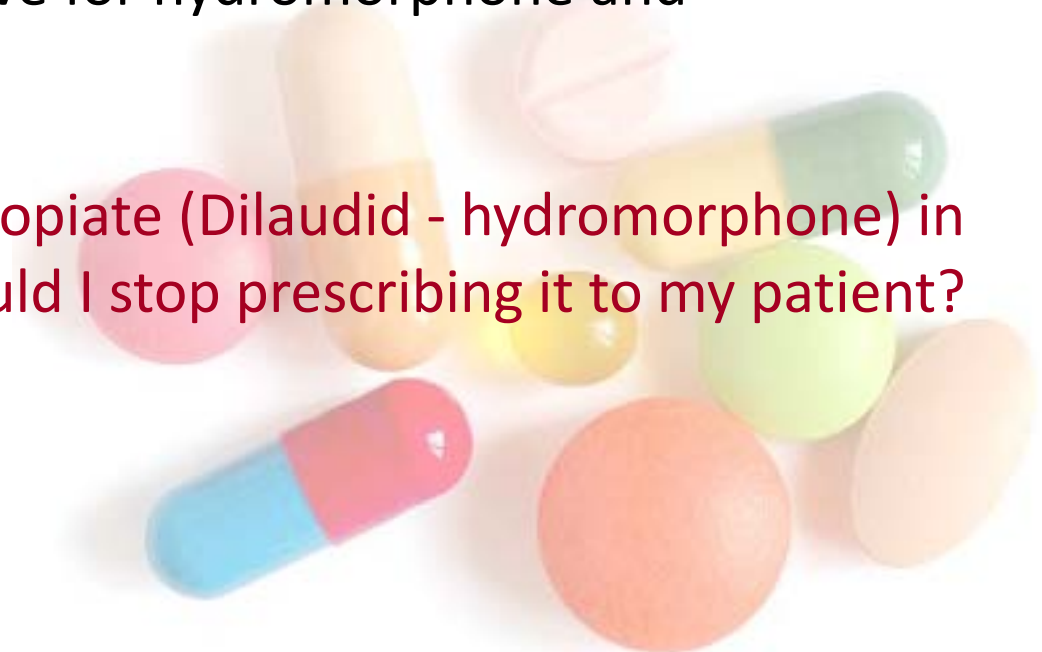 ve for hydromorphone and
opiate (Dilaudid - hydromorphone) in
uld I stop prescribing it to my patient?